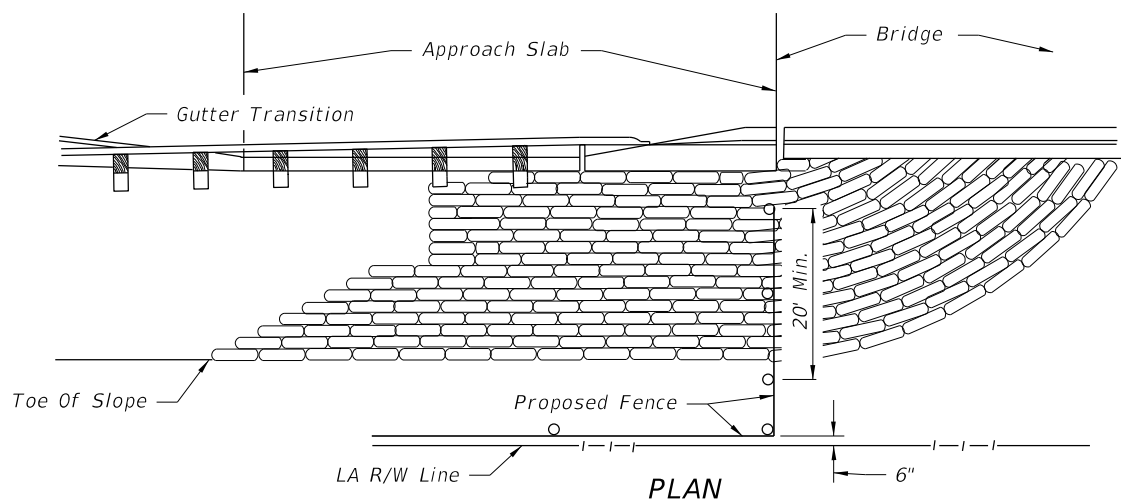 Approach Slab
Bridge
Gutter Transition
20' Min.
Toe Of Slope
Proposed Fence
LA R/W Line
6"
PLAN